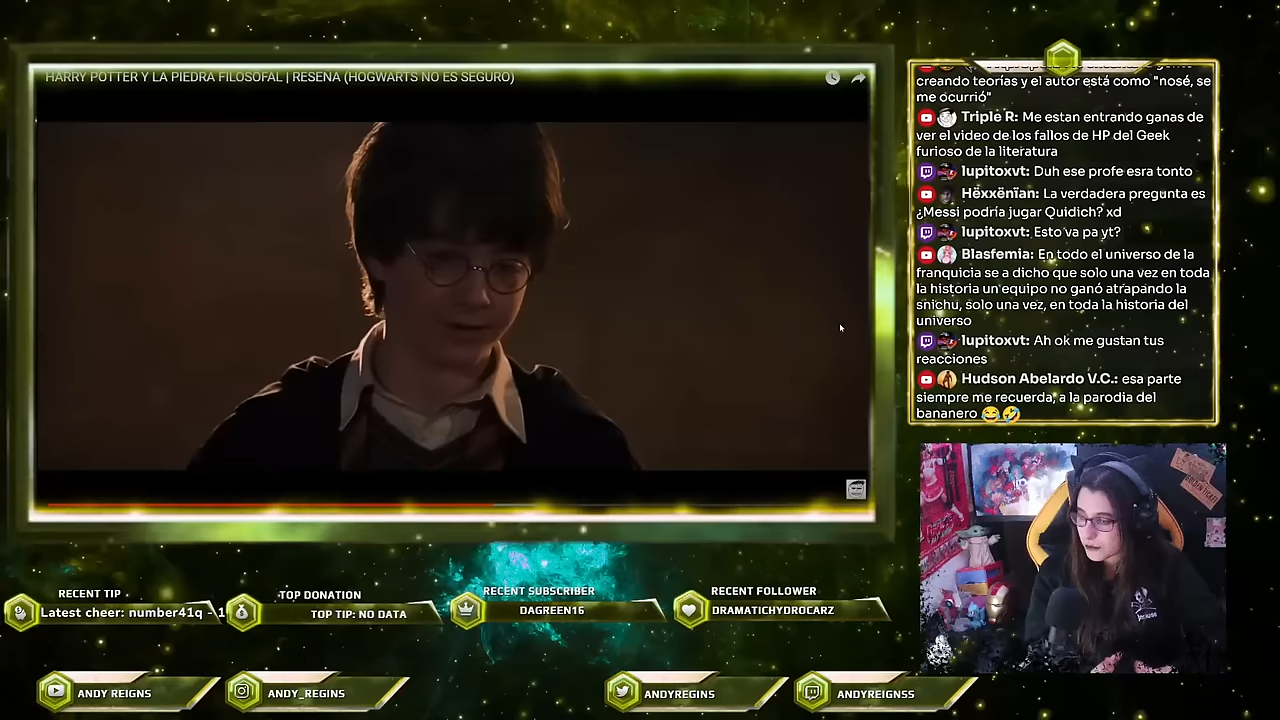 HARRY POTTER Y LA PIEDRA FILOSOFAL | RESEÑA (HOGWARTS NO ES SEGURO)
creando teorías y el autor está como "nosé, se
me ocurrió"
Triple R: Me estan entrando ganas de
ver el video de los fallos de HP del Geek
furioso de la literatura
lupitoxvt: Duh ese profe esra tonto
Hëxxënïan: La verdadera pregunta es
¿Messi podría jugar Quidich? xd
lupitoxvt: Esto va pa yt?
Blasfemia: En todo el universo de la
franquicia se a dicho que solo una vez en toda
la historia un equipo no ganó atrapando la
snichu, solo una vez, en toda la historia del
universo
lupitoxvt: Ah ok me gustan tus
reacciones
Hudson Abelardo V.C.: esa parte
siempre me recuerda, a la parodia del
bananero 😂🤣
RECENT TIP
Latest cheer: number41q - 1
TOP DONATION
TOP TIP: NO DATA
RECENT SUBSCRIBER
DAGREEN16
RECENT FOLLOWER
DRAMATICHYDROCARZ
ANDY REIGNS
ANDY_REGINS
ANDYREGINS
ANDYREIGNSS